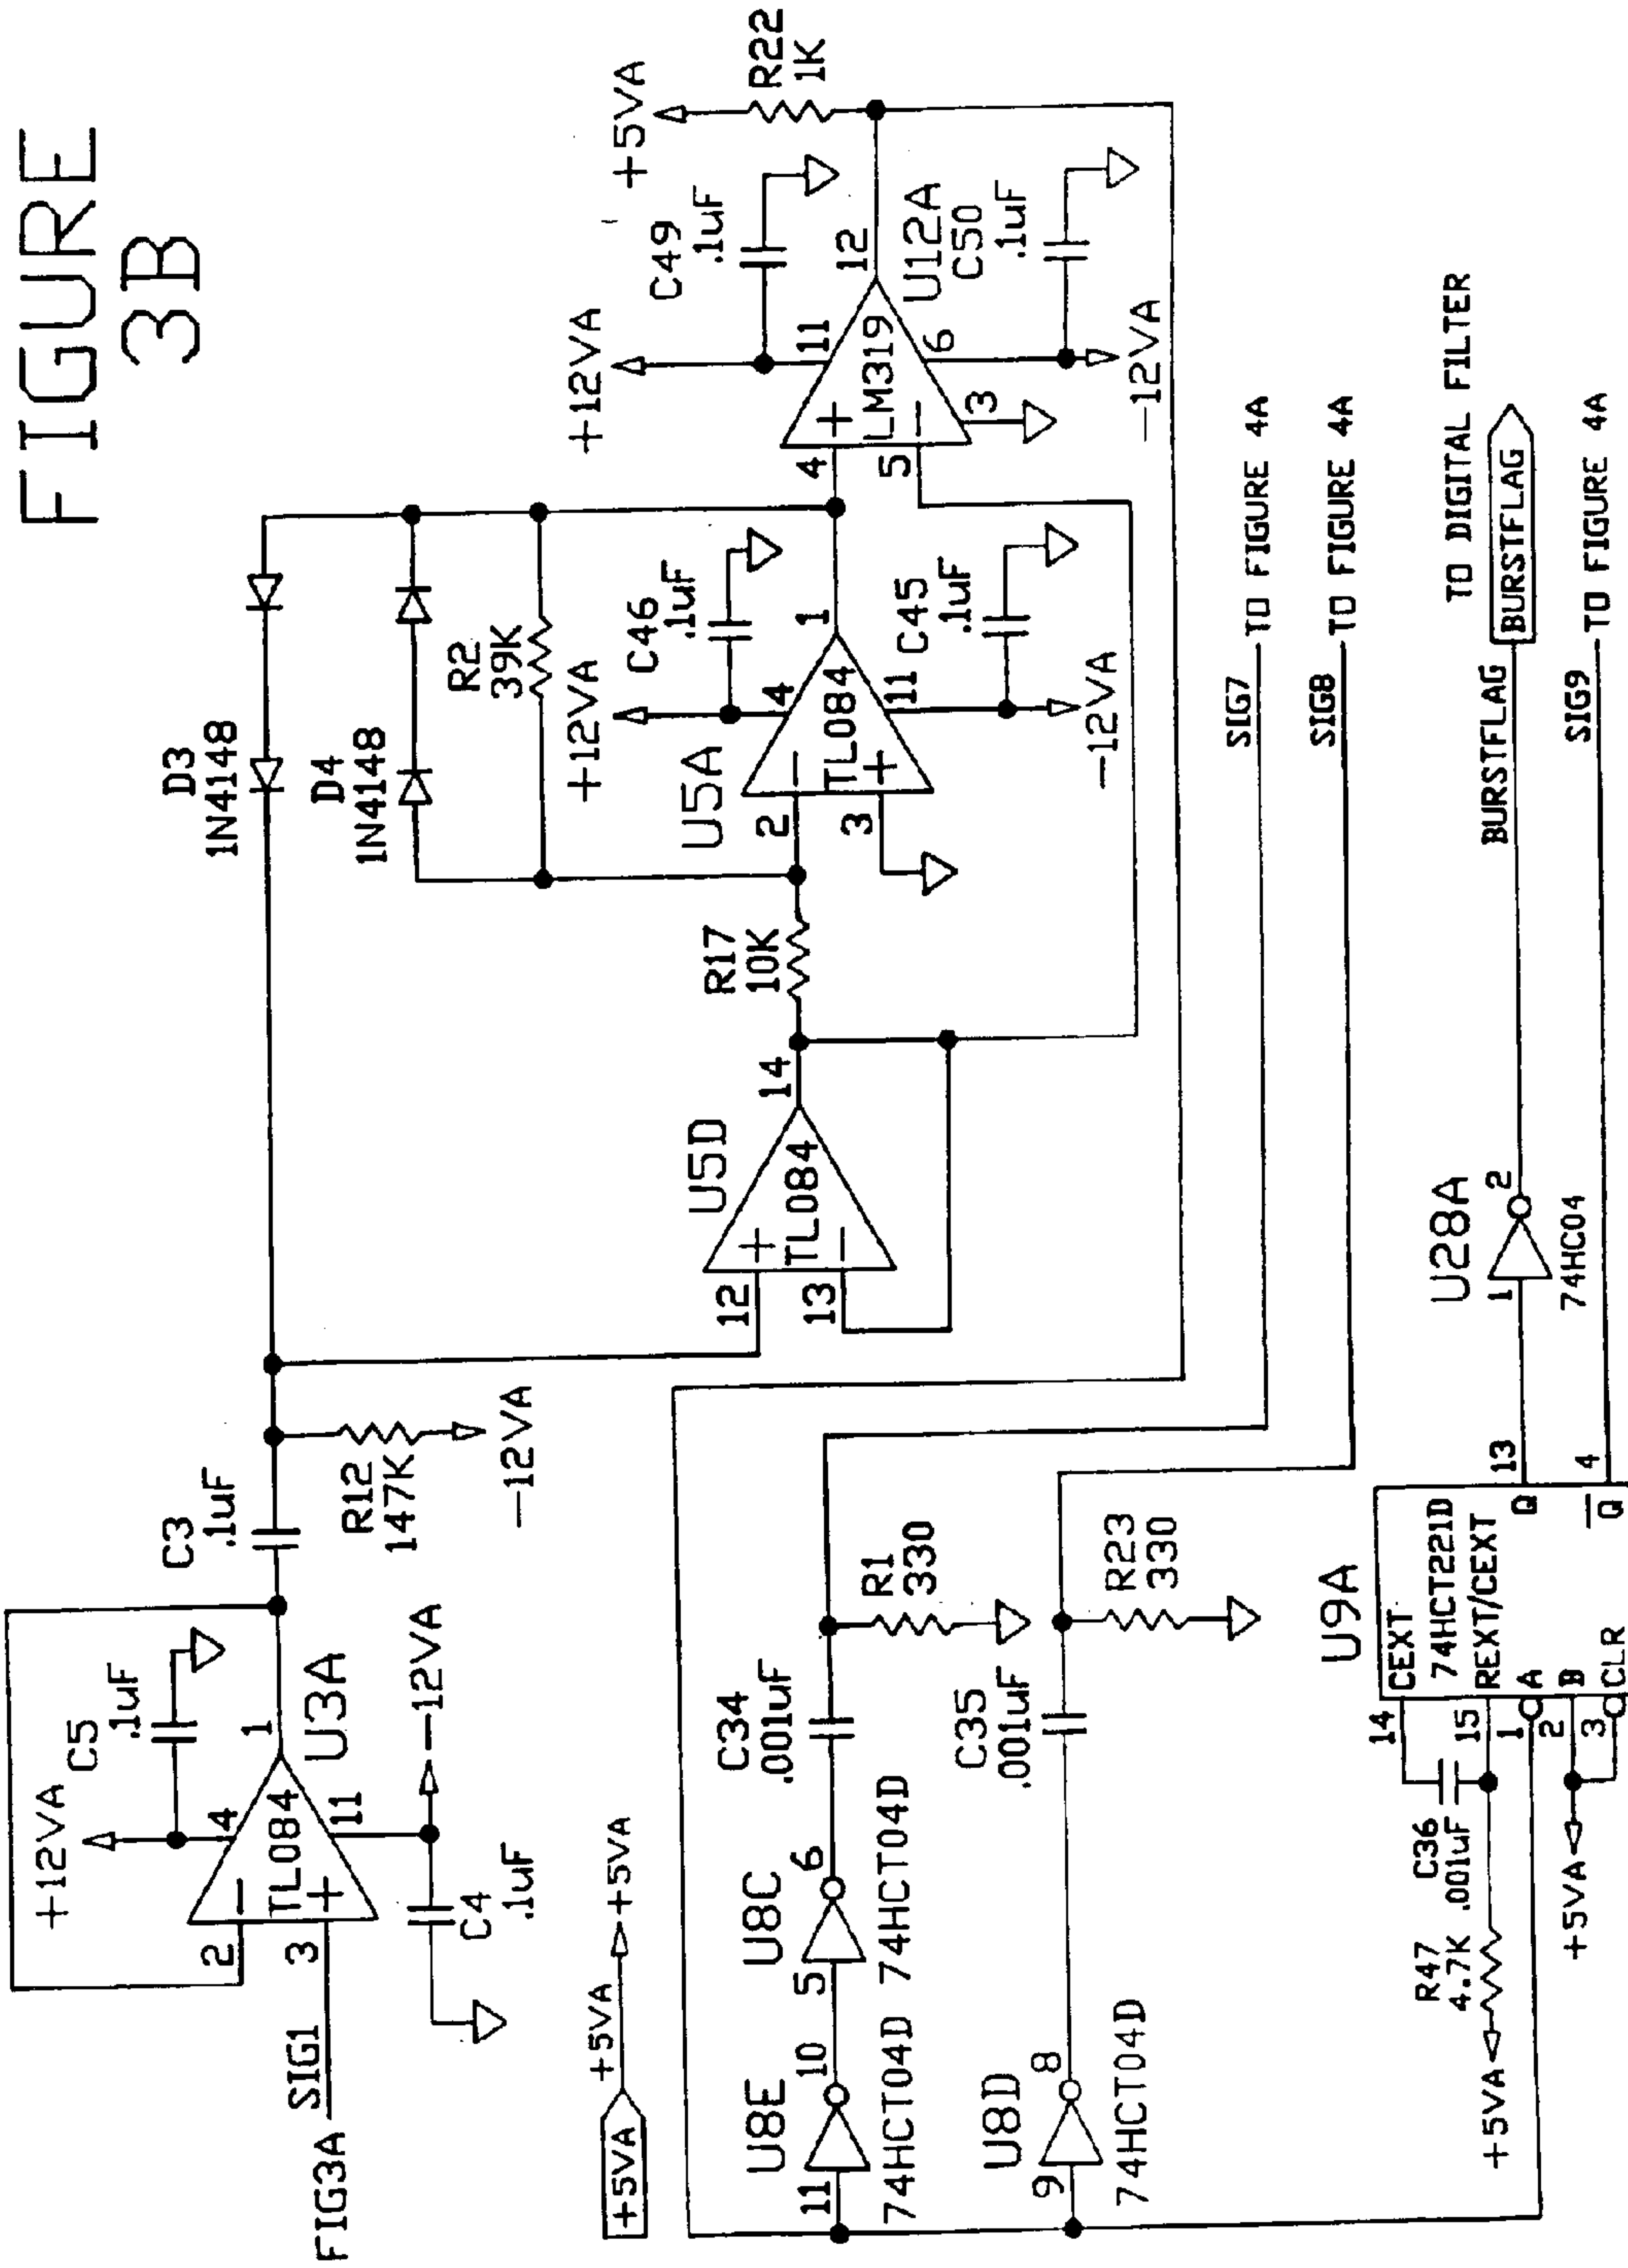 FIGURE
3B
+12VA
C5
.1uF
2
4
TL084
1
3
11
U3A
FIG3A
SIG1
-12VA
C4
.1uF
C3
.1uF
R12
147K
-12VA
D3
1N4148
D4
1N4148
R2
39K
+12VA
C46
.1uF
U5A
2
4
TL084
1
3
11
C45
.1uF
-12VA
R17
10K
U5D
12
TL084
14
13
+12VA
C49
.1uF
+5VA
R22
1K
4
11
LM319
12
U12A
5
6
3
C50
.1uF
-12VA
+5VA
+5VA
+5VA
U8E
11
10
74HCT04D
U8C
5
6
74HCT04D
C34
.001uF
R1
330
SIG7
TO FIGURE 4A
U8D
9
8
74HCT04D
C35
.001uF
R23
330
SIG8
TO FIGURE 4A
U9A
14
CEXT
74HCT221D
15
REXT/CEXT
1
A
2
B
3
CLR
C36
.001uF
R47
4.7K
+5VA
+5VA
Q
13
Q
4
U28A
1
2
74HC04
BURSTFLAG
BURSTFLAG
TO DIGITAL FILTER
SIG9
TO FIGURE 4A